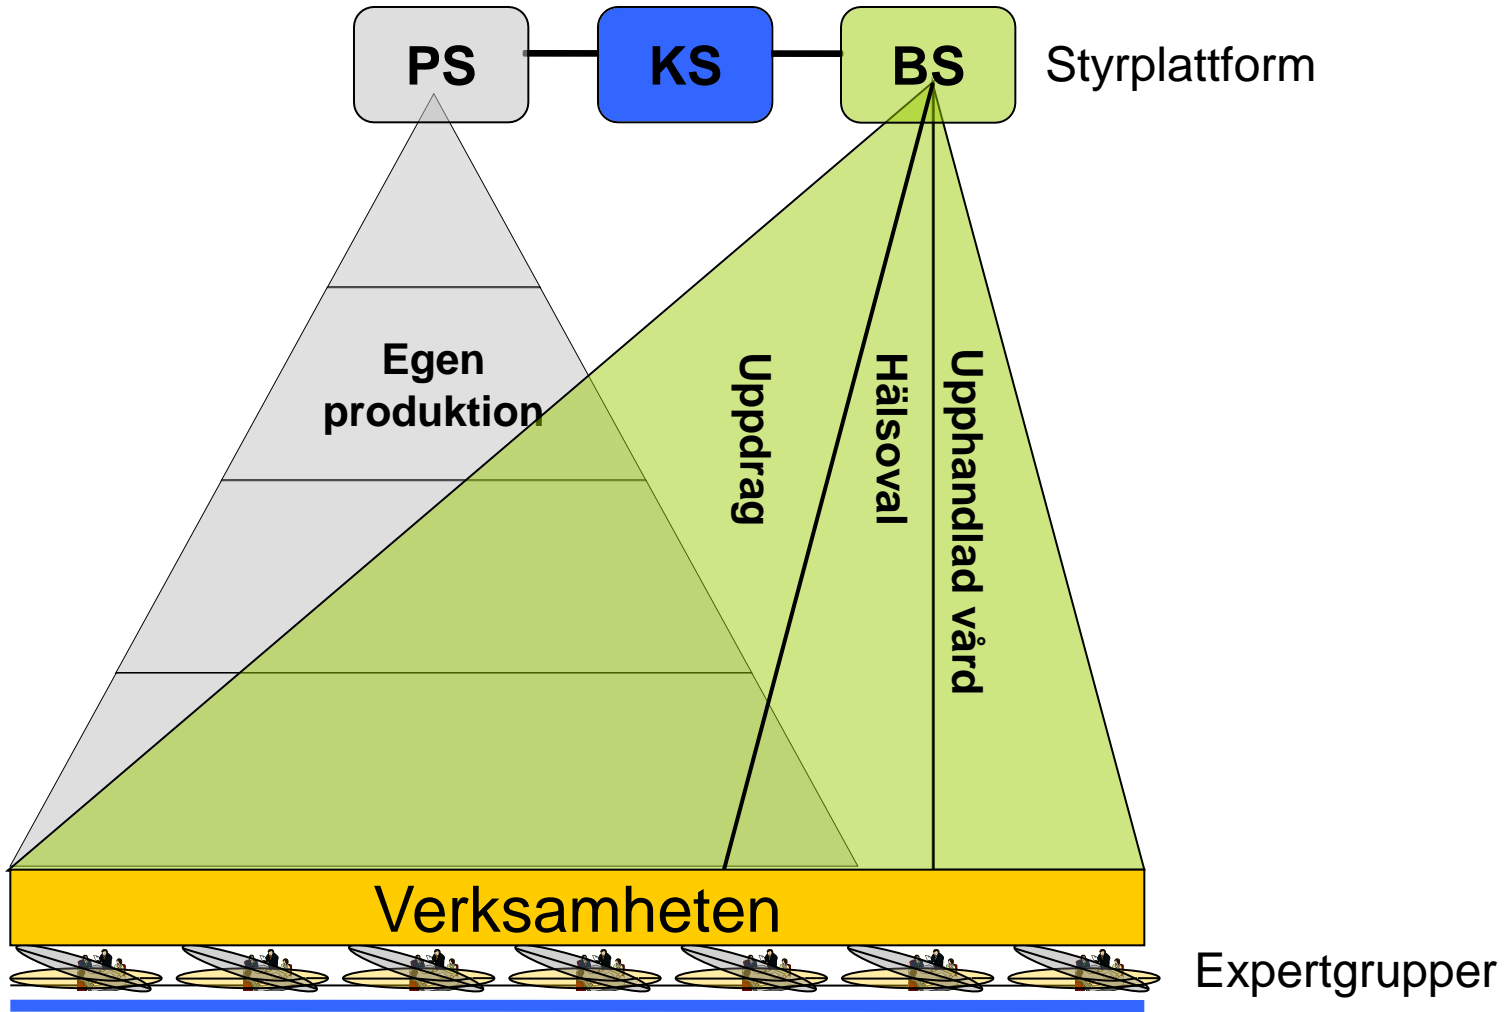 PS
KS
BS
Styrplattform
Egen
produktion
Uppdrag
Hälsoval
Upphandlad vård
Verksamheten
Expertgrupper